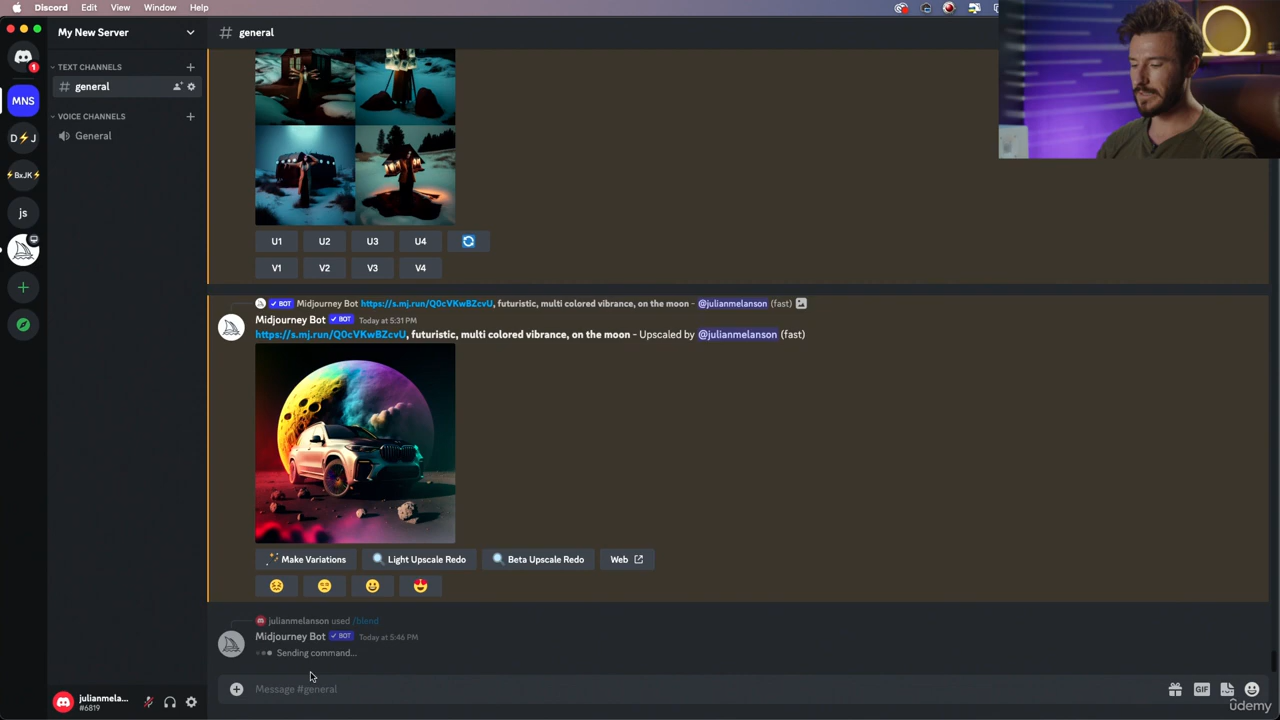 Discord Edit View Window Help
My New Server
# general
1
TEXT CHANNELS
# general
MNS
VOICE CHANNELS
General
D⚡J
⚡BxJK⚡
js
U1 U2 U3 U4
V1 V2 V3 V4
BOT Midjourney Bot https://s.mj.run/Q0cVKwBZcvU, futuristic, multi colored vibrance, on the moon - @julianmelanson (fast)
Midjourney Bot BOT Today at 5:31 PM
https://s.mj.run/Q0cVKwBZcvU, futuristic, multi colored vibrance, on the moon - Upscaled by @julianmelanson (fast)
Make Variations Light Upscale Redo Beta Upscale Redo Web
julianmelanson used /blend
Midjourney Bot BOT Today at 5:46 PM
Sending command...
Message #general
GIF
julianmela...
#6819
udemy